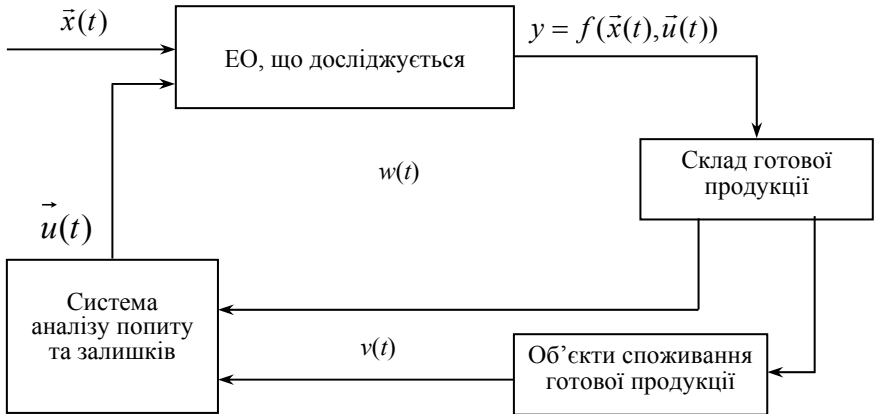 x⃗(t)
ЕО, що досліджується
y = f(x⃗(t),u⃗(t))
w(t)
Склад готової
продукції
u⃗(t)
Система
аналізу попиту
та залишків
v(t)
Об’єкти споживання
готової продукції